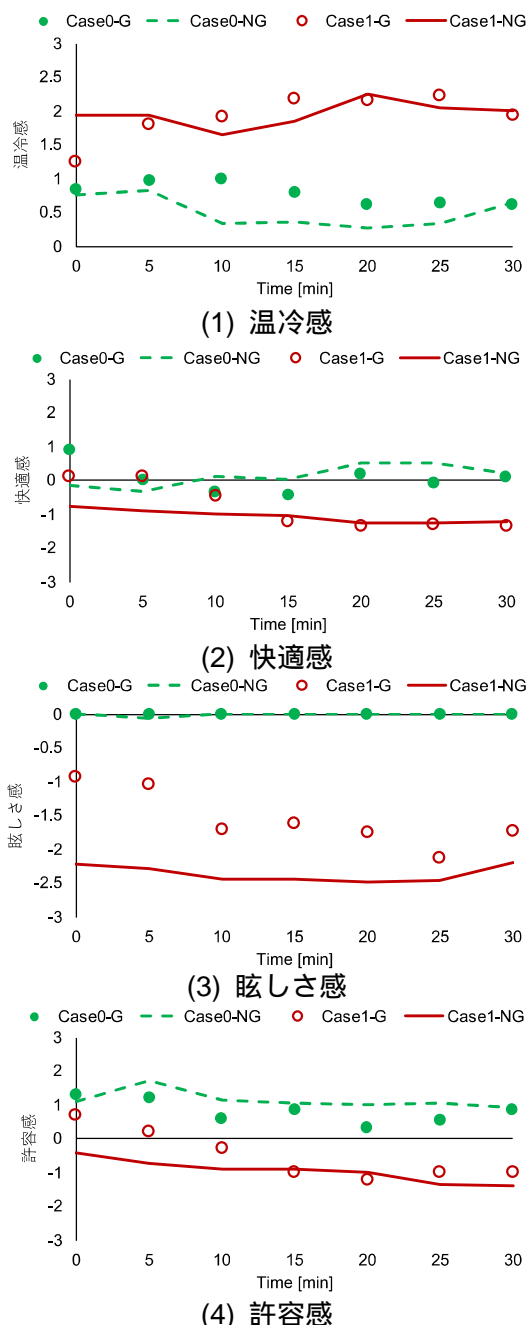 Case0-G Case0-NG Case1-G Case1-NG
3
2.5
2
1.5
1
0.5
0
温冷感
0 5 10 15 20 25 30
Time [min]
(1) 温冷感
Case0-G Case0-NG Case1-G Case1-NG
3
2
1
0
-1
-2
-3
快適感
0 5 10 15 20 25 30
Time [min]
(2) 快適感
Case0-G Case0-NG Case1-G Case1-NG
0
-0.5
-1
-1.5
-2
-2.5
-3
眩しさ感
0 5 10 15 20 25 30
Time [min]
(3) 眩しさ感
Case0-G Case0-NG Case1-G Case1-NG
3
2
1
0
-1
-2
-3
許容感
0 5 10 15 20 25 30
Time [min]
(4) 許容感